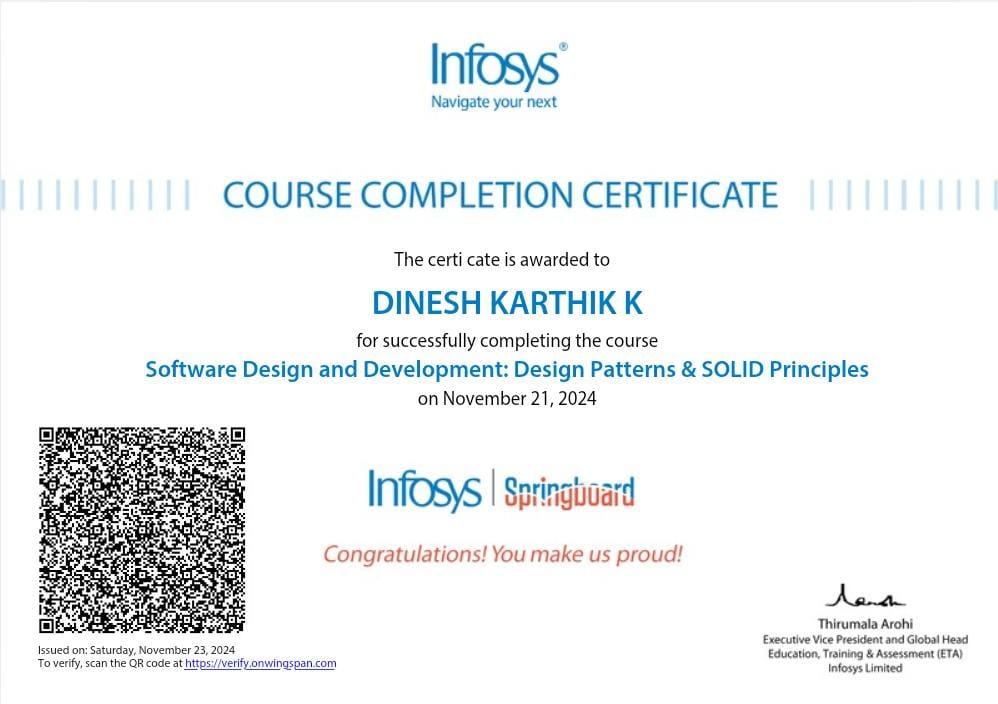 Infosys®
Navigate your next
COURSE COMPLETION CERTIFICATE
The certi cate is awarded to
DINESH KARTHIK K
for successfully completing the course
Software Design and Development: Design Patterns & SOLID Principles
on November 21, 2024
Infosys | Springboard
Congratulations! You make us proud!
Issued on: Saturday, November 23, 2024
To verify, scan the QR code at https://verify.onwingspan.com
Thirumala Arohi
Executive Vice President and Global Head
Education, Training & Assessment (ETA)
Infosys Limited